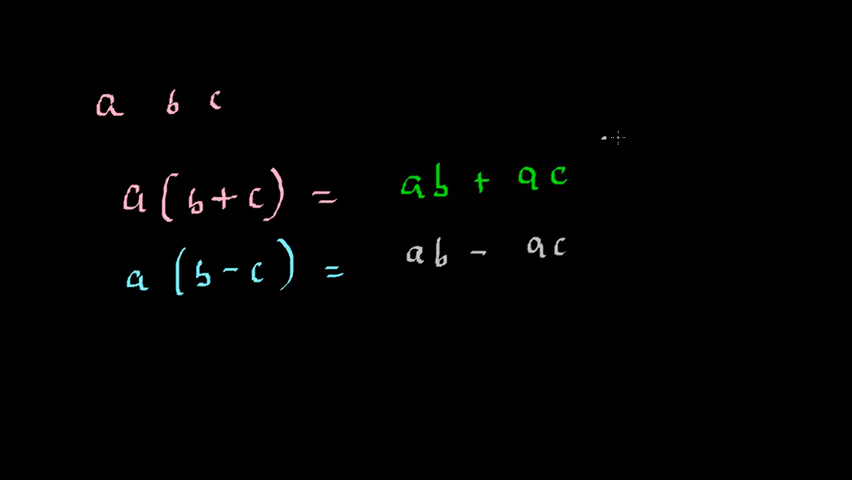 a b c
a(b+c) = ab + ac
a(b-c) = ab - ac